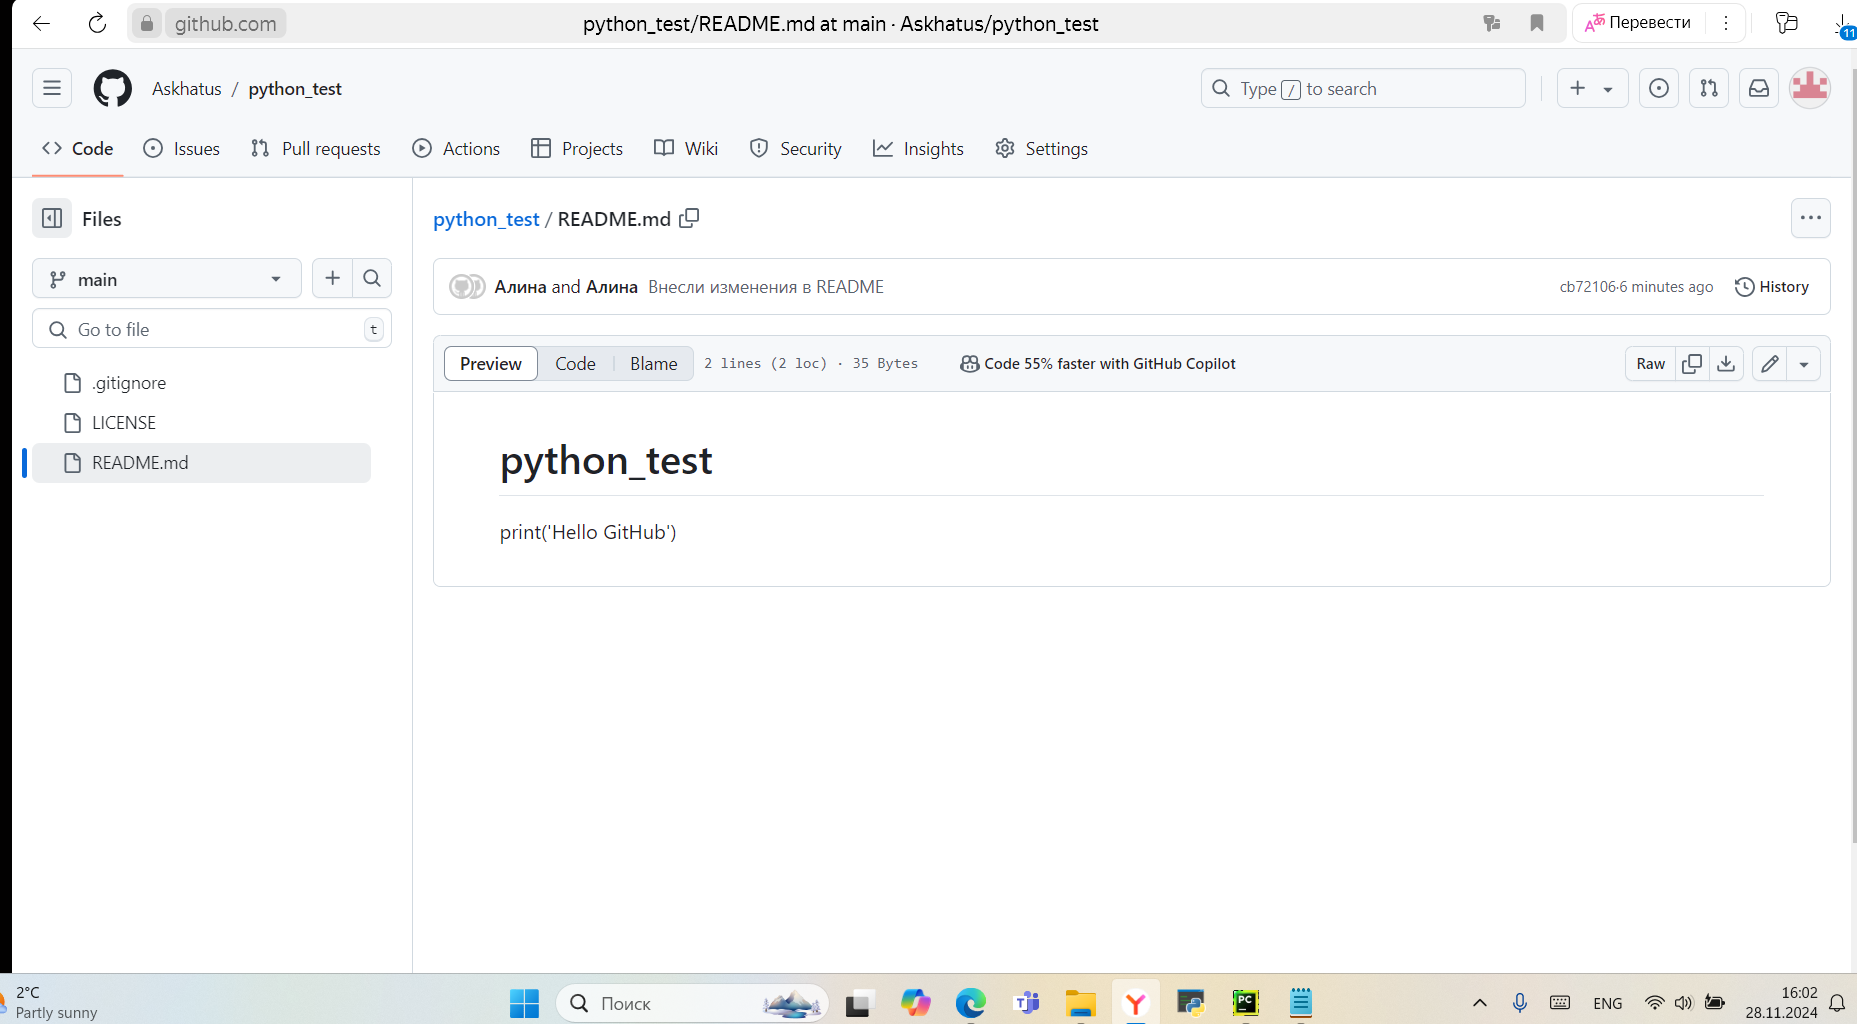 github.com
python_test/README.md at main · Askhatus/python_test
Перевести
11
Askhatus / python_test
Type / to search
Code
Issues
Pull requests
Actions
Projects
Wiki
Security
Insights
Settings
Files
python_test / README.md
main
Алина and Алина Внесли изменения в README
cb72106 · 6 minutes ago
History
Go to file
t
Preview
Code
Blame
2 lines (2 loc) · 35 Bytes
Code 55% faster with GitHub Copilot
Raw
.gitignore
LICENSE
README.md
python_test
print('Hello GitHub')
2°C
Partly sunny
Поиск
PC
ENG
16:02
28.11.2024